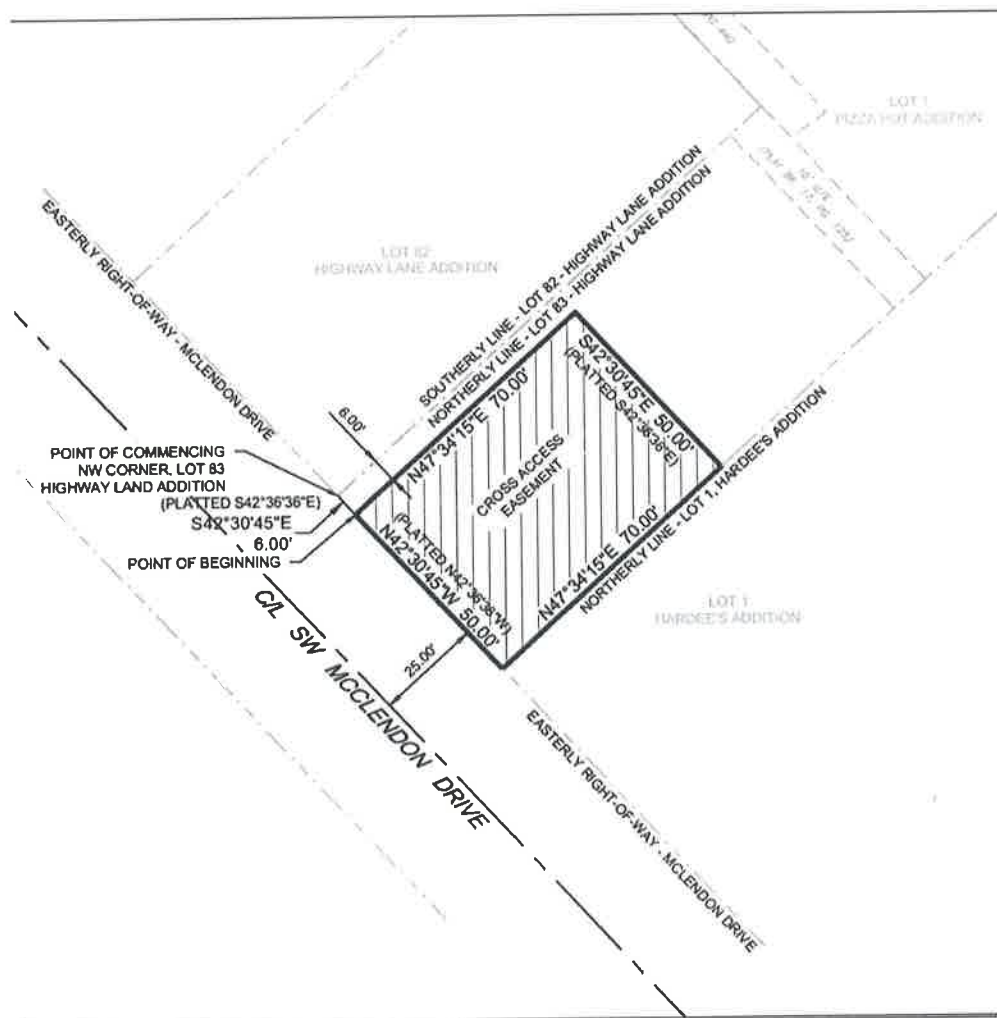 LOT 1
PIZZA HUT ADDITION
LOT 82
HIGHWAY LANE ADDITION
EASTERLY RIGHT-OF-WAY - MCLENDON DRIVE
SOUTHERLY LINE - LOT 82 - HIGHWAY LANE ADDITION
NORTHERLY LINE - LOT 83 - HIGHWAY LANE ADDITION
N47°34'15"E 70.00'
S42°30'45"E 50.00'
(PLATTED S42°36'36"E)
6.00'
POINT OF COMMENCING
NW CORNER, LOT 83
HIGHWAY LAND ADDITION
(PLATTED S42°36'36"E)
S42°30'45"E
6.00'
POINT OF BEGINNING
CROSS ACCESS
EASEMENT
(PLATTED N42°36'36"W)
N42°30'45"W 50.00'
N47°34'15"E 70.00'
NORTHERLY LINE - LOT 1, HARDEE'S ADDITION
LOT 1
HARDEE'S ADDITION
25.00'
C/L SW MCCLENDON DRIVE
EASTERLY RIGHT-OF-WAY - MCLENDON DRIVE